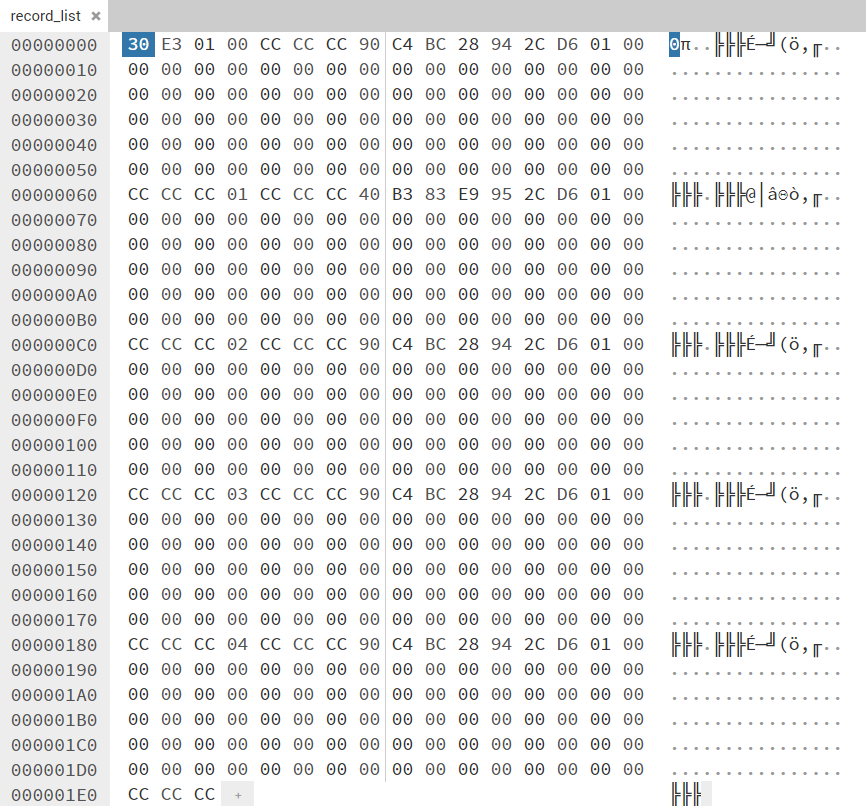 record_list ×
00000000 30 E3 01 00 CC CC CC 90 C4 BC 28 94 2C D6 01 00 0π..╠╠╠É─╝(ö,╓..
00000010 00 00 00 00 00 00 00 00 00 00 00 00 00 00 00 00 ................
00000020 00 00 00 00 00 00 00 00 00 00 00 00 00 00 00 00 ................
00000030 00 00 00 00 00 00 00 00 00 00 00 00 00 00 00 00 ................
00000040 00 00 00 00 00 00 00 00 00 00 00 00 00 00 00 00 ................
00000050 00 00 00 00 00 00 00 00 00 00 00 00 00 00 00 00 ................
00000060 CC CC CC 01 CC CC CC 40 B3 83 E9 95 2C D6 01 00 ╠╠╠.╠╠╠@│âΘò,╓..
00000070 00 00 00 00 00 00 00 00 00 00 00 00 00 00 00 00 ................
00000080 00 00 00 00 00 00 00 00 00 00 00 00 00 00 00 00 ................
00000090 00 00 00 00 00 00 00 00 00 00 00 00 00 00 00 00 ................
000000A0 00 00 00 00 00 00 00 00 00 00 00 00 00 00 00 00 ................
000000B0 00 00 00 00 00 00 00 00 00 00 00 00 00 00 00 00 ................
000000C0 CC CC CC 02 CC CC CC 90 C4 BC 28 94 2C D6 01 00 ╠╠╠.╠╠╠É─╝(ö,╓..
000000D0 00 00 00 00 00 00 00 00 00 00 00 00 00 00 00 00 ................
000000E0 00 00 00 00 00 00 00 00 00 00 00 00 00 00 00 00 ................
000000F0 00 00 00 00 00 00 00 00 00 00 00 00 00 00 00 00 ................
00000100 00 00 00 00 00 00 00 00 00 00 00 00 00 00 00 00 ................
00000110 00 00 00 00 00 00 00 00 00 00 00 00 00 00 00 00 ................
00000120 CC CC CC 03 CC CC CC 90 C4 BC 28 94 2C D6 01 00 ╠╠╠.╠╠╠É─╝(ö,╓..
00000130 00 00 00 00 00 00 00 00 00 00 00 00 00 00 00 00 ................
00000140 00 00 00 00 00 00 00 00 00 00 00 00 00 00 00 00 ................
00000150 00 00 00 00 00 00 00 00 00 00 00 00 00 00 00 00 ................
00000160 00 00 00 00 00 00 00 00 00 00 00 00 00 00 00 00 ................
00000170 00 00 00 00 00 00 00 00 00 00 00 00 00 00 00 00 ................
00000180 CC CC CC 04 CC CC CC 90 C4 BC 28 94 2C D6 01 00 ╠╠╠.╠╠╠É─╝(ö,╓..
00000190 00 00 00 00 00 00 00 00 00 00 00 00 00 00 00 00 ................
000001A0 00 00 00 00 00 00 00 00 00 00 00 00 00 00 00 00 ................
000001B0 00 00 00 00 00 00 00 00 00 00 00 00 00 00 00 00 ................
000001C0 00 00 00 00 00 00 00 00 00 00 00 00 00 00 00 00 ................
000001D0 00 00 00 00 00 00 00 00 00 00 00 00 00 00 00 00 ................
000001E0 CC CC CC + ╠╠╠